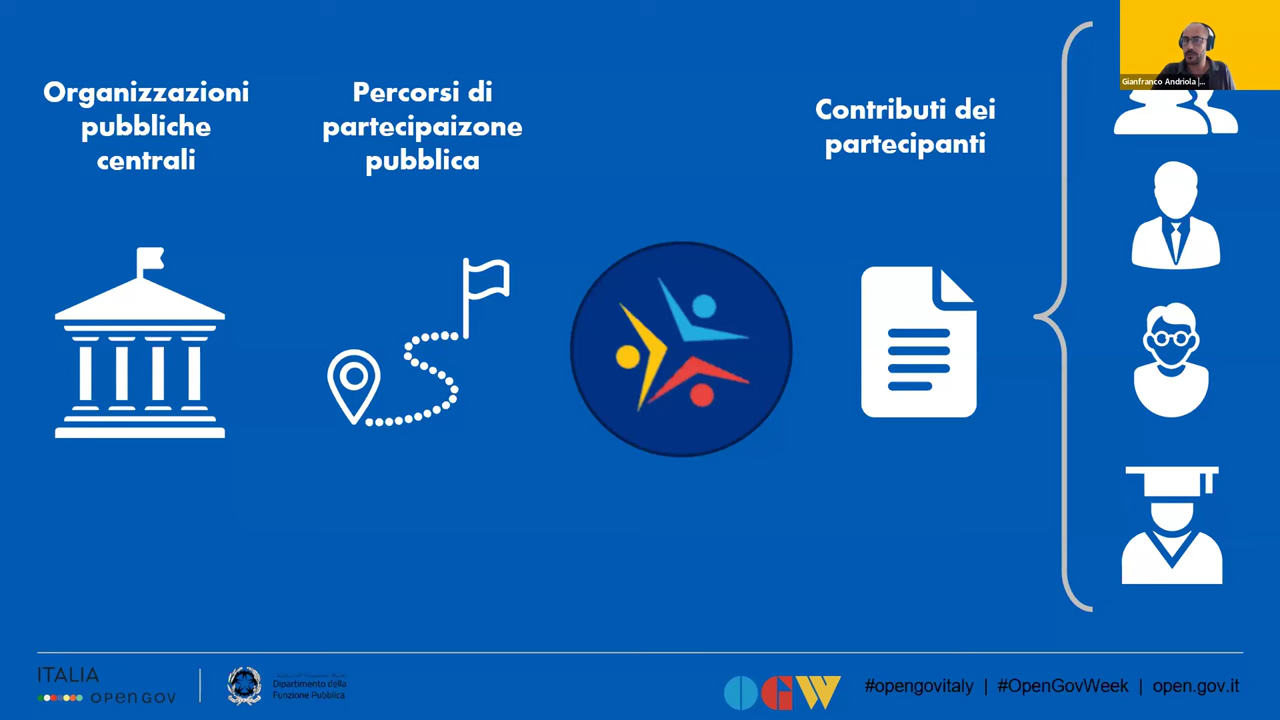 Organizzazioni
pubbliche
centrali
Percorsi di
partecipaizone
pubblica
Contributi dei
partecipanti
Gianfranco Andriola |...
ITALIA
OPEN GOV
Dipartimento della
Funzione Pubblica
OGW
#opengovitaly | #OpenGovWeek | open.gov.it